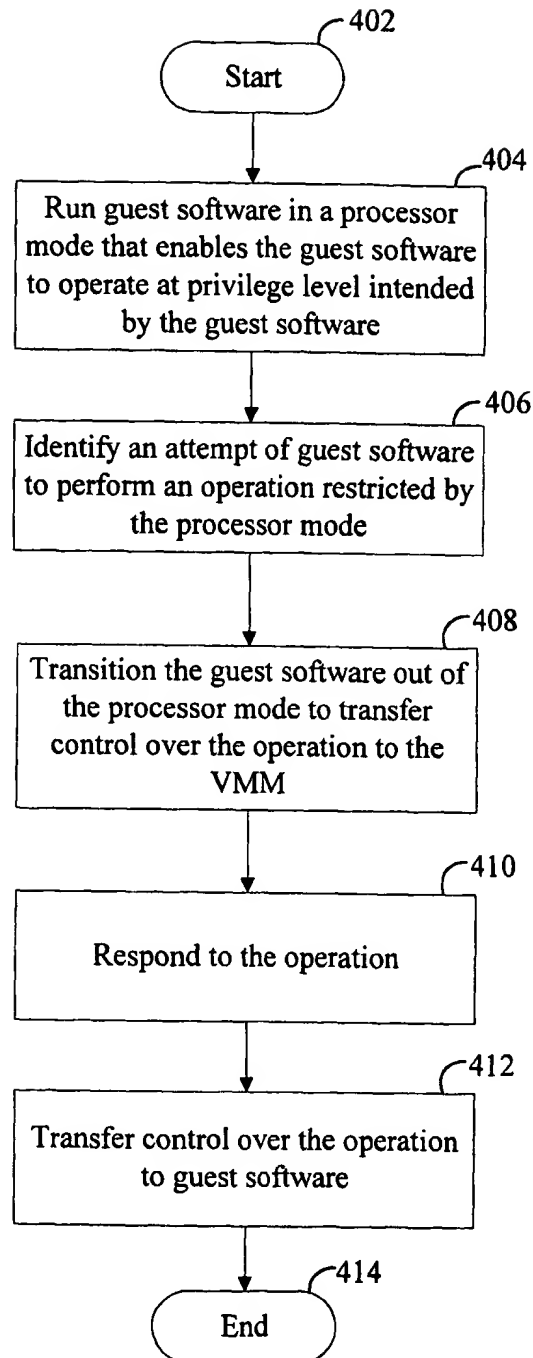 402
Start
404
Run guest software in a processor
mode that enables the guest software
to operate at privilege level intended
by the guest software
406
Identify an attempt of guest software
to perform an operation restricted by
the processor mode
408
Transition the guest software out of
the processor mode to transfer
control over the operation to the
VMM
410
Respond to the operation
412
Transfer control over the operation
to guest software
414
End